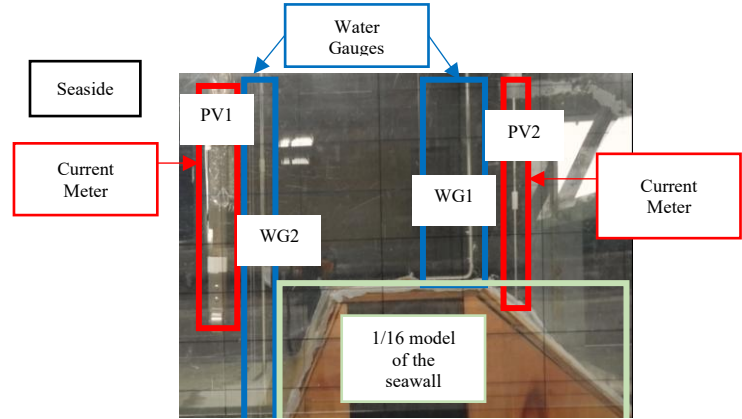 Water
Gauges
Seaside
PV1
PV2
Current
Meter
WG1
Current
Meter
WG2
1/16 model
of the
seawall